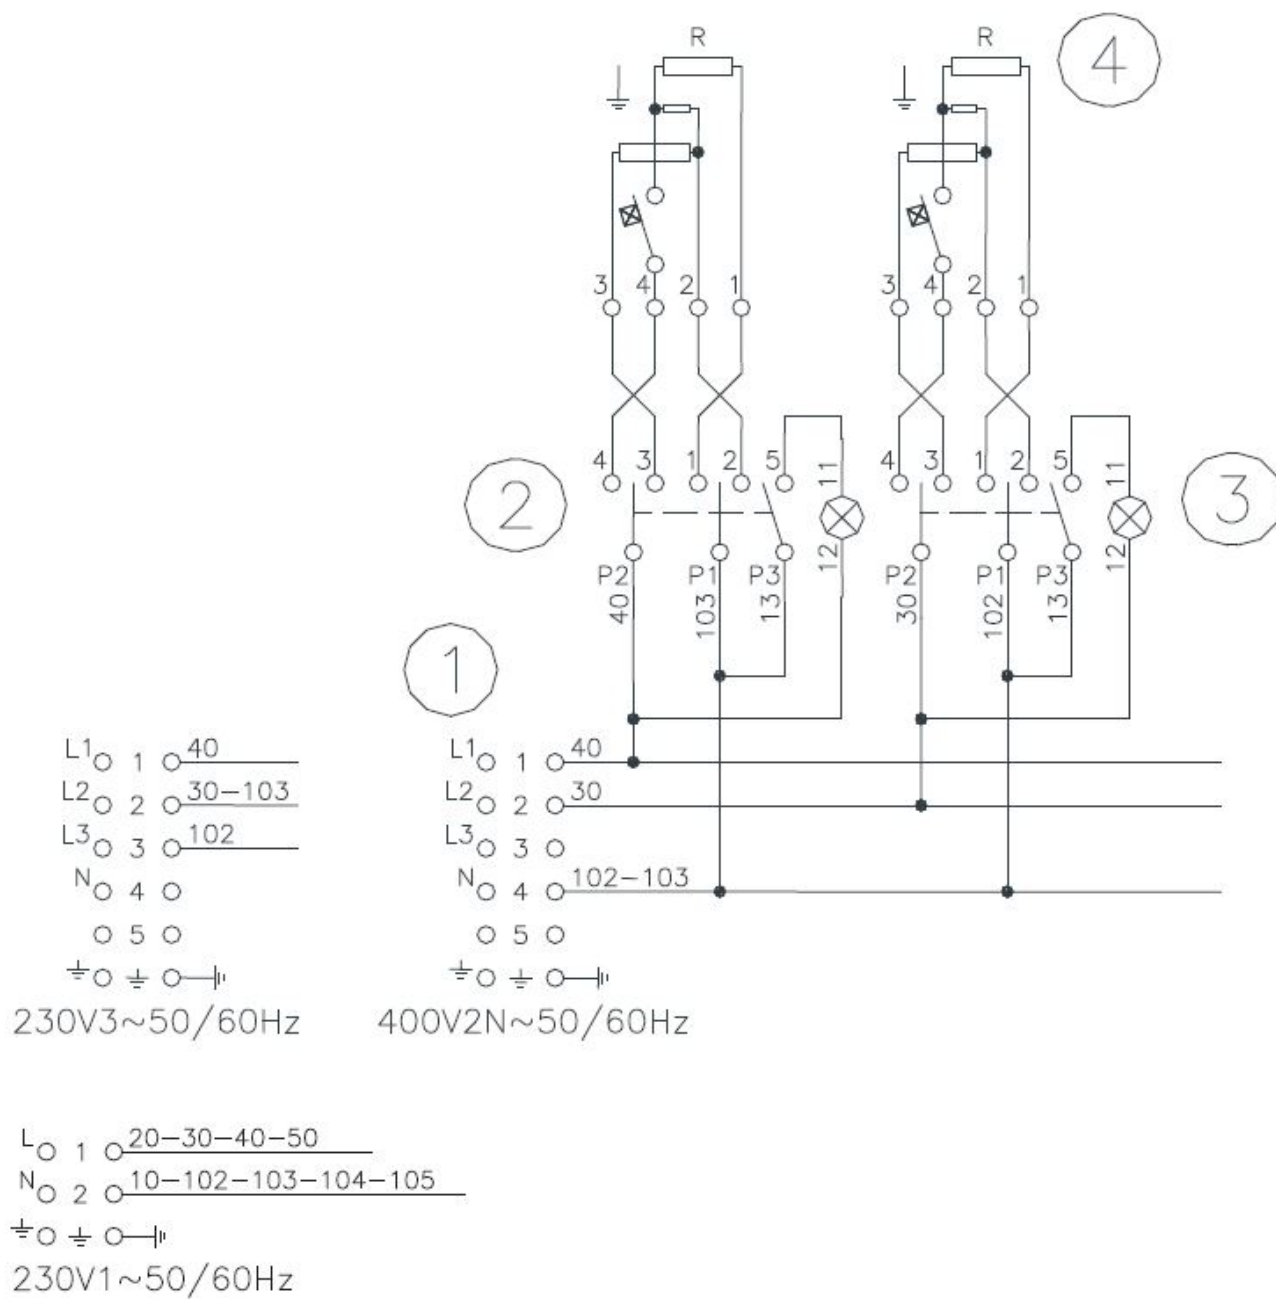 R R 4
3 4 2 1 3 4 2 1
4 3 1 2 5 11 4 3 1 2 5 11
2 3
12 12
P2 P1 P3 P2 P1 P3
40 103 13 30 102 13
1
L1 1 40 L1 1 40
L2 2 30-103 L2 2 30
L3 3 102 L3 3
N 4 N 4 102-103
5 5
230V3~50/60Hz 400V2N~50/60Hz
L 1 20-30-40-50
N 2 10-102-103-104-105
230V1~50/60Hz